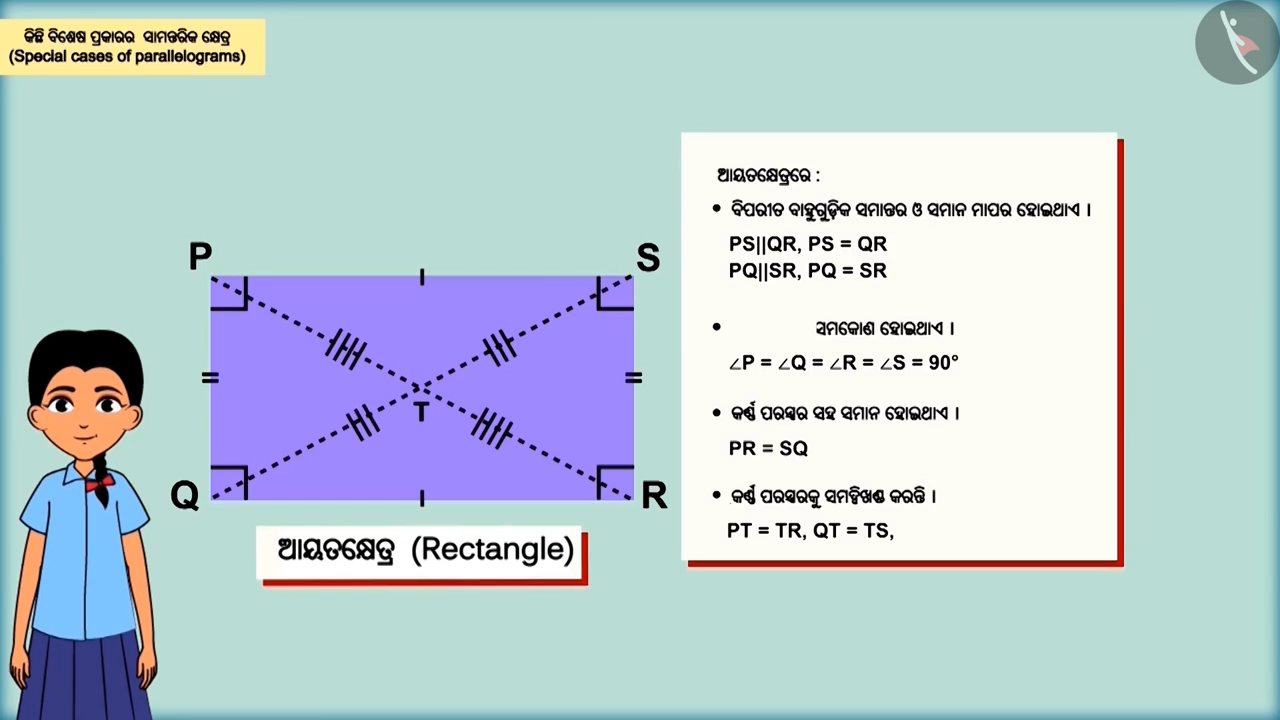 କିଛି ବିଶେଷ ପ୍ରକାରର ସାମନ୍ତରିକ କ୍ଷେତ୍ର
(Special cases of parallelograms)
P
S
T
Q
R
ଆୟତକ୍ଷେତ୍ର (Rectangle)
ଆୟତକ୍ଷେତ୍ରରେ :
• ବିପରୀତ ବାହୁଗୁଡ଼ିକ ସମାନ୍ତର ଓ ସମାନ ମାପର ହୋଇଥାଏ ।
PS||QR, PS = QR
PQ||SR, PQ = SR
• ସମକୋଣ ହୋଇଥାଏ ।
∠P = ∠Q = ∠R = ∠S = 90°
• କର୍ଣ୍ଣ ପରସ୍ପର ସହ ସମାନ ହୋଇଥାଏ ।
PR = SQ
• କର୍ଣ୍ଣ ପରସ୍ପରକୁ ସମଦ୍ବିଖଣ୍ଡ କରନ୍ତି ।
PT = TR, QT = TS,